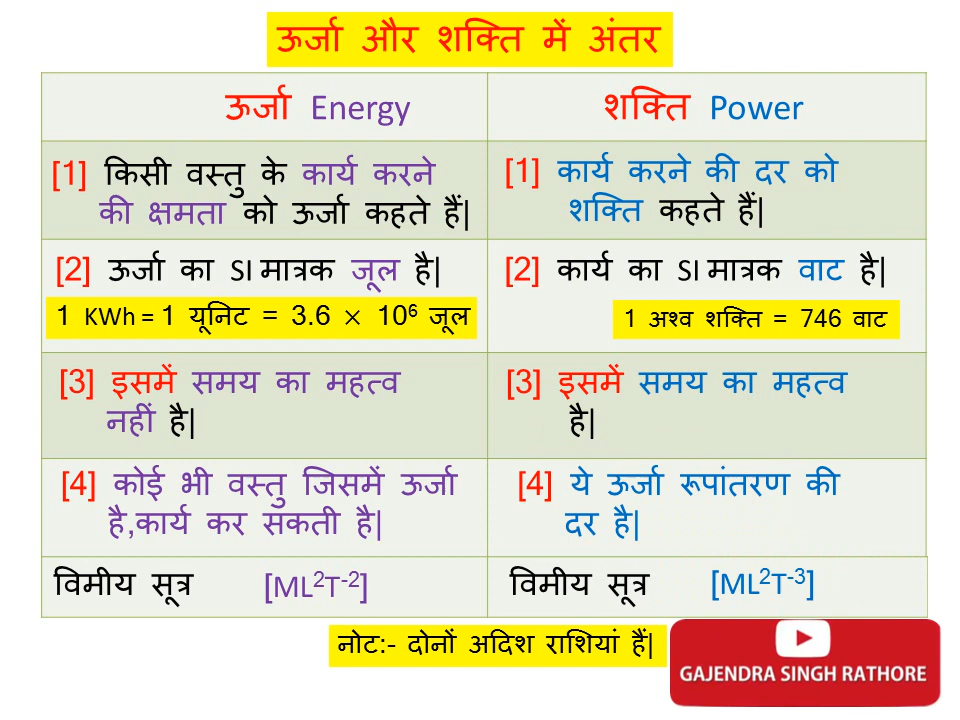 ऊर्जा और शक्ति में अंतर
ऊर्जा Energy
शक्ति Power
[1] किसी वस्तु के कार्य करने
की क्षमता को ऊर्जा कहते हैं|
[1] कार्य करने की दर को
शक्ति कहते हैं|
[2] ऊर्जा का SI मात्रक जूल है|
1 KWh = 1 यूनिट = 3.6 × 10⁶ जूल
[2] कार्य का SI मात्रक वाट है|
1 अश्व शक्ति = 746 वाट
[3] इसमें समय का महत्व
नहीं है|
[3] इसमें समय का महत्व
है|
[4] कोई भी वस्तु जिसमें ऊर्जा
है,कार्य कर सकती है|
[4] ये ऊर्जा रूपांतरण की
दर है|
विमीय सूत्र [ML²T⁻²]
विमीय सूत्र [ML²T⁻³]
नोट:- दोनों अदिश राशियां हैं|
GAJENDRA SINGH RATHORE